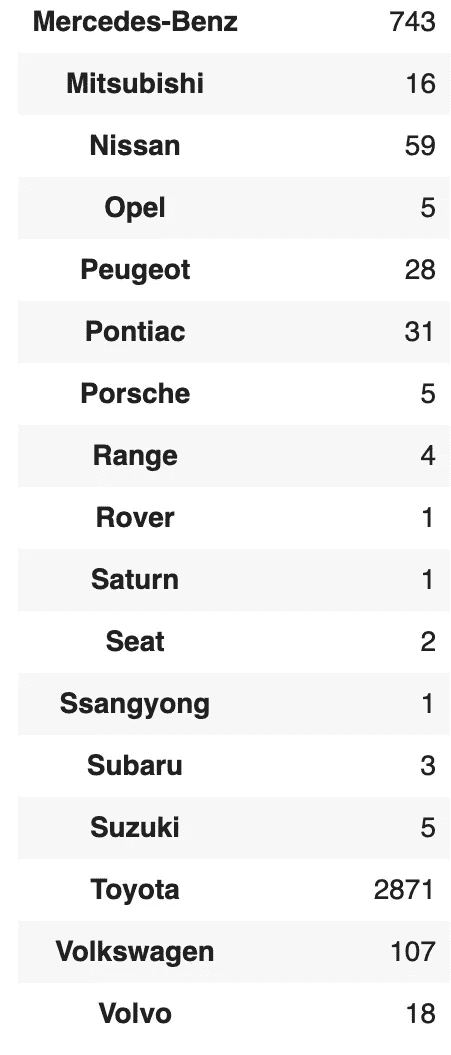 Mercedes-Benz 743
Mitsubishi 16
Nissan 59
Opel 5
Peugeot 28
Pontiac 31
Porsche 5
Range 4
Rover 1
Saturn 1
Seat 2
Ssangyong 1
Subaru 3
Suzuki 5
Toyota 2871
Volkswagen 107
Volvo 18